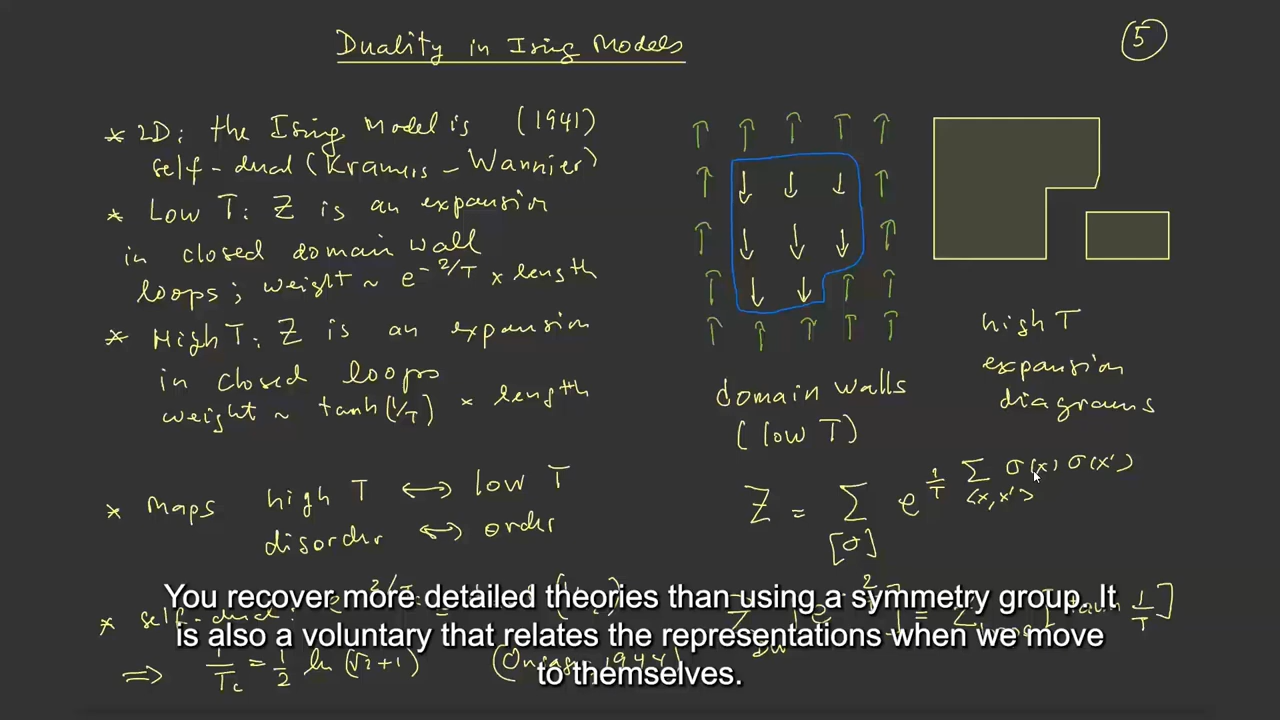 Duality in Ising Models
5
* 2D: the Ising Model is (1941)
self-dual (Kramers-Wannier)
* Low T: Z is an expansion
in closed domain wall
loops; weight ~ e^{-2/T} x length
* High T: Z is an expansion
in closed loops
weight ~ tanh(1/T) x length
* Maps high T ↔ low T
disorder ↔ order
* self-dual:
⇒ 1/Tc = 1/2 ln(√2+1) (Onsager 1944)
domain walls
(low T)
high T
expansion
diagrams
Z = Σ[σ] e^{1/T Σ<x,x'> σ(x) σ(x')}
You recover more detailed theories than using a symmetry group. It
is also a voluntary that relates the representations when we move
to themselves.